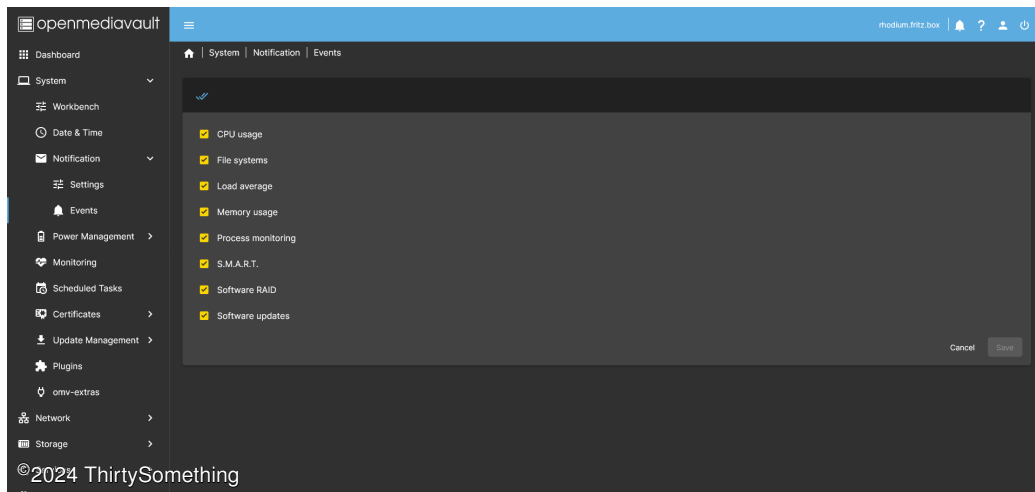 openmediavault
rhodium.fritz.box
?
Dashboard
System | Notification | Events
System
Workbench
Date & Time
Notification
Settings
Events
Power Management
Monitoring
Scheduled Tasks
Certificates
Update Management
Plugins
omv-extras
Network
Storage
CPU usage
File systems
Load average
Memory usage
Process monitoring
S.M.A.R.T.
Software RAID
Software updates
Cancel Save
©2024 ThirtySomething